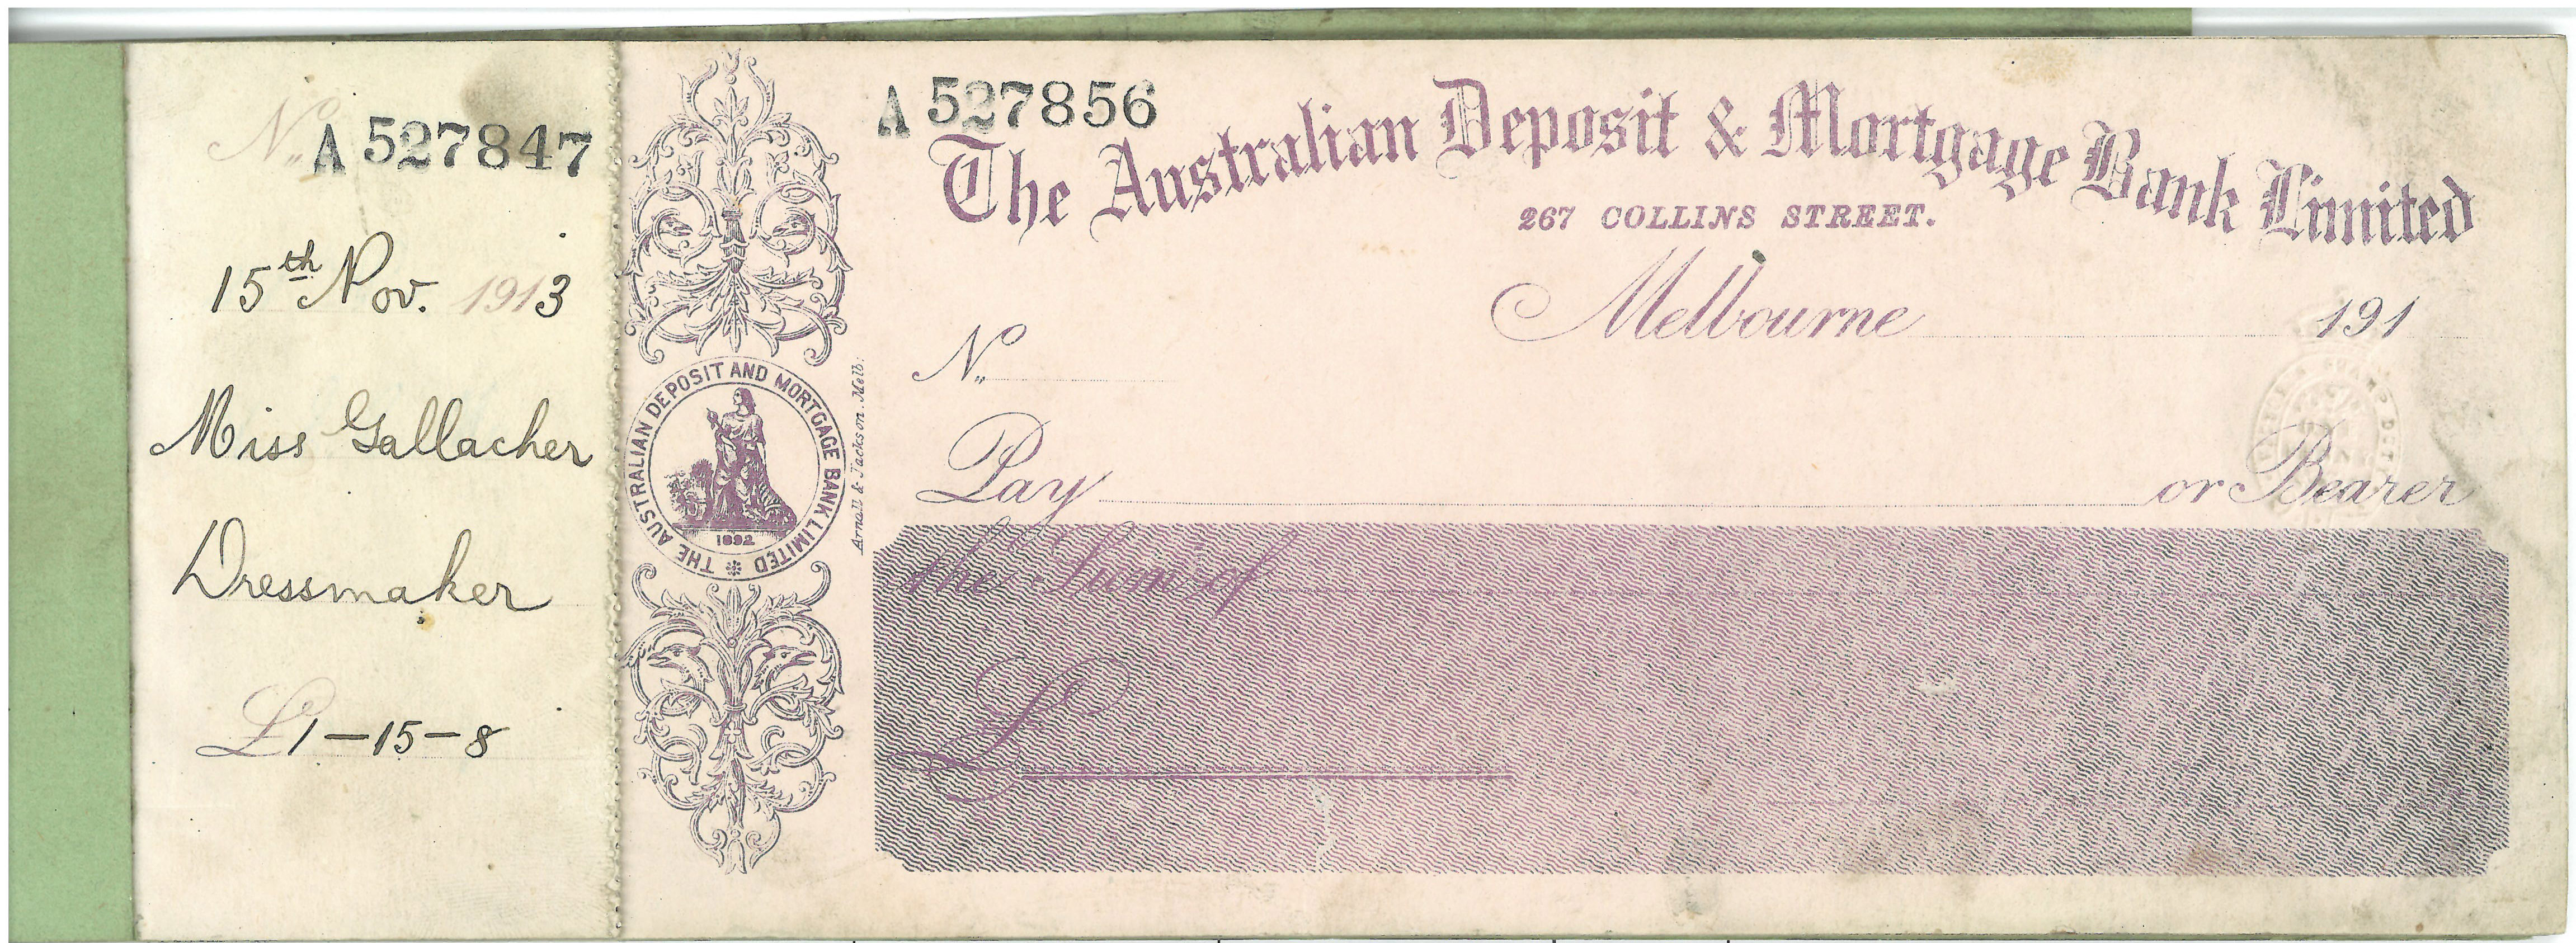 No. A 527847
15th Nov. 1913
Miss Gallacher
Dressmaker
£1-15-8
THE AUSTRALIAN DEPOSIT AND MORTGAGE BANK LIMITED
1892
Arnall & Jackson. Melb:
A 527856
The Australian Deposit & Mortgage Bank Limited
267 COLLINS STREET.
Melbourne 191
No.
Pay or Bearer
the Sum of
£